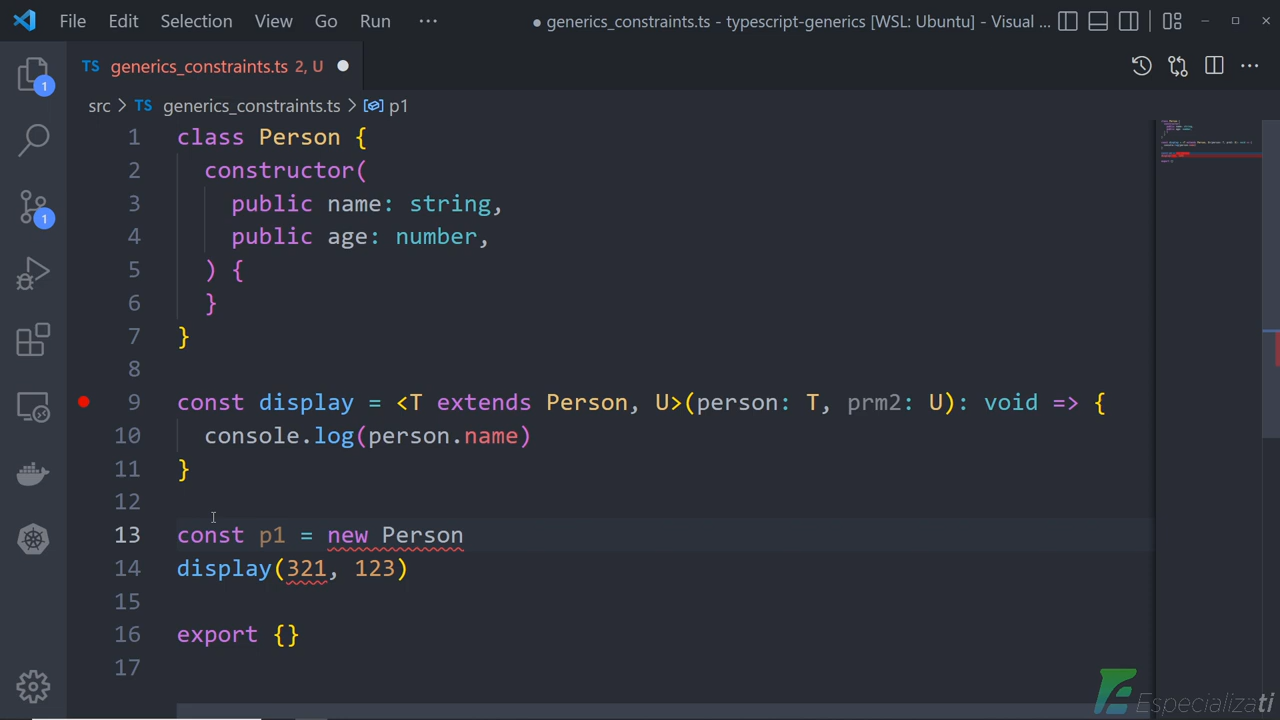 File Edit Selection View Go Run ··· ● generics_constraints.ts - typescript-generics [WSL: Ubuntu] - Visual ...
TS generics_constraints.ts 2, U ●
src > TS generics_constraints.ts > p1
1 class Person {
2 constructor(
3 public name: string,
4 public age: number,
5 ) {
6 }
7 }
8
9 const display = <T extends Person, U>(person: T, prm2: U): void => {
10 console.log(person.name)
11 }
12
13 const p1 = new Person
14 display(321, 123)
15
16 export {}
17
1
1
Especializati